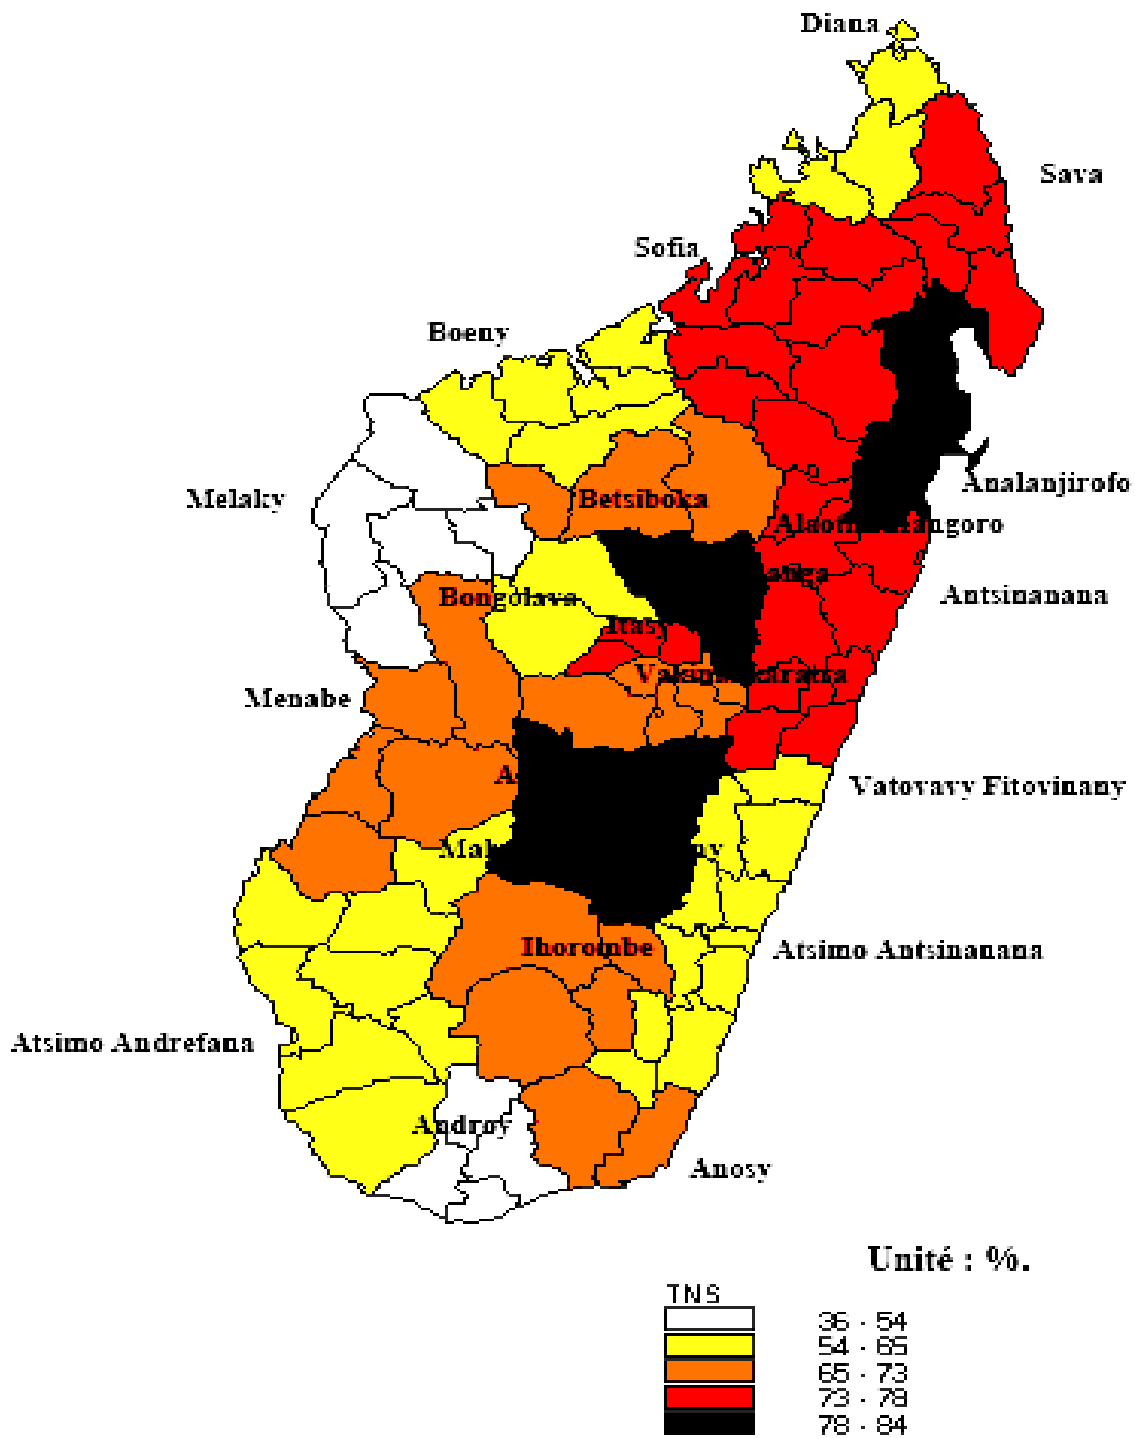 Diana
Sava
Sofia
Boeny
Melaky
Betsiboka
Analanjirofo
Bongolava
Antsinanana
Itasy
Menabe
Vatovavy Fitovinany
Ihorombe
Atsimo Antsinanana
Atsimo Andrefana
Androy
Anosy
Unité : %.
TNS
36 - 54
54 - 65
65 - 73
73 - 78
78 - 84